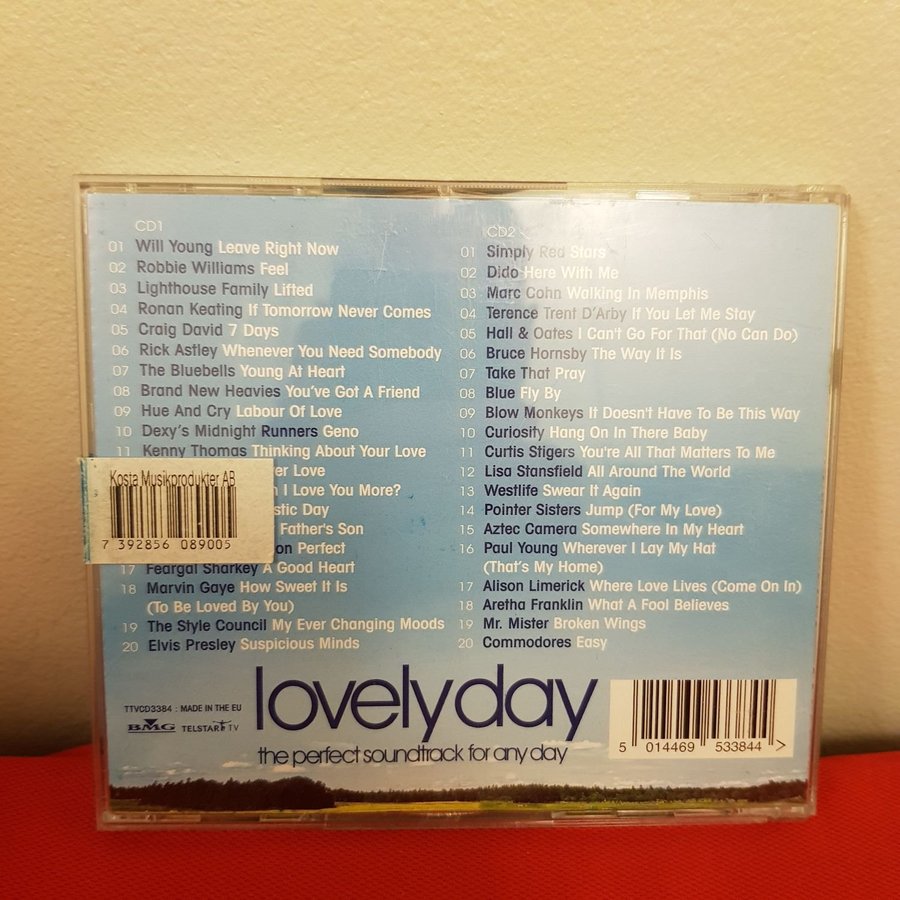 CD1
01 Will Young Leave Right Now
02 Robbie Williams Feel
03 Lighthouse Family Lifted
04 Ronan Keating If Tomorrow Never Comes
05 Craig David 7 Days
06 Rick Astley Whenever You Need Somebody
07 The Bluebells Young At Heart
08 Brand New Heavies You've Got A Friend
09 Hue And Cry Labour Of Love
10 Dexy's Midnight Runners Geno
11 Kenny Thomas Thinking About Your Love
er Love
I Love You More?
stic Day
Father's Son
on Perfect
17 Feargal Sharkey A Good Heart
18 Marvin Gaye How Sweet It Is
(To Be Loved By You)
19 The Style Council My Ever Changing Moods
20 Elvis Presley Suspicious Minds
Kosta Musikprodukter AB
7 392856 089005
CD2
01 Simply Red Stars
02 Dido Here With Me
03 Marc Cohn Walking In Memphis
04 Terence Trent D'Arby If You Let Me Stay
05 Hall & Oates I Can't Go For That (No Can Do)
06 Bruce Hornsby The Way It Is
07 Take That Pray
08 Blue Fly By
09 Blow Monkeys It Doesn't Have To Be This Way
10 Curiosity Hang On In There Baby
11 Curtis Stigers You're All That Matters To Me
12 Lisa Stansfield All Around The World
13 Westlife Swear It Again
14 Pointer Sisters Jump (For My Love)
15 Aztec Camera Somewhere In My Heart
16 Paul Young Wherever I Lay My Hat
(That's My Home)
17 Alison Limerick Where Love Lives (Come On In)
18 Aretha Franklin What A Fool Believes
19 Mr. Mister Broken Wings
20 Commodores Easy
TTVCD3384 : MADE IN THE EU
BMG TELSTAR TV
lovelyday
the perfect soundtrack for any day
5 014469 533844 >